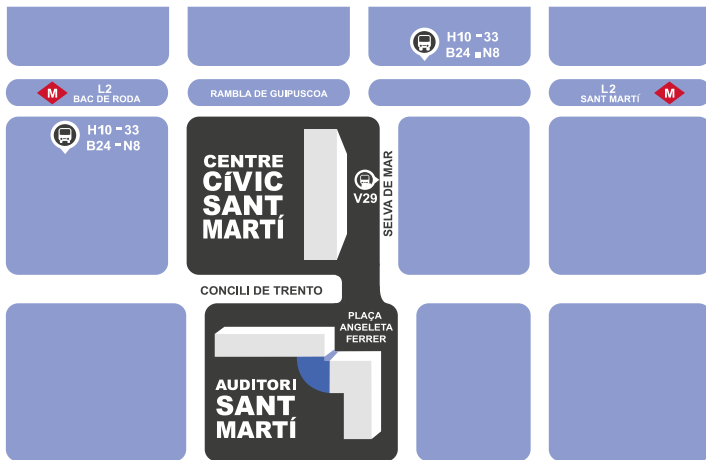 H10 - 33
B24 - N8
M
L2
BAC DE RODA
RAMBLA DE GUIPUSCOA
L2
SANT MARTÍ
M
H10 - 33
B24 - N8
CENTRE
CÍVIC
SANT
MARTÍ
V29
SELVA DE MAR
CONCILI DE TRENTO
PLAÇA
ANGELETA
FERRER
AUDITORI
SANT
MARTÍ